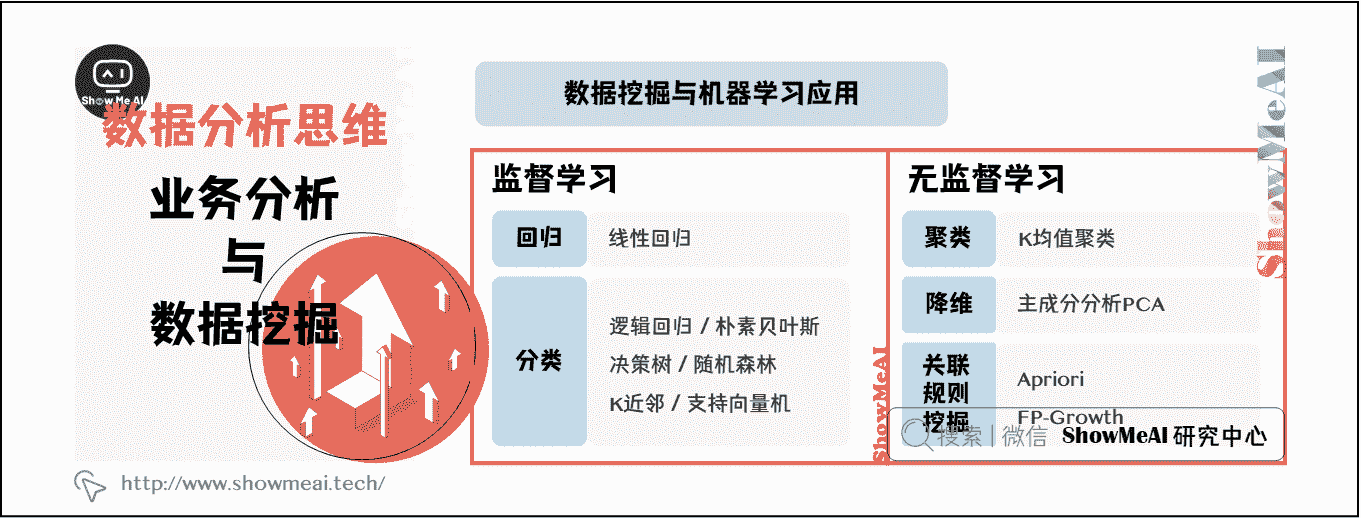 Show Me AI
数据分析思维
业务分析
与
数据挖掘
http://www.showmeai.tech/
数据挖掘与机器学习应用
监督学习
回归
线性回归
分类
逻辑回归 / 朴素贝叶斯
决策树 / 随机森林
K近邻 / 支持向量机
无监督学习
聚类
K均值聚类
降维
主成分分析PCA
关联
规则
挖掘
Apriori
FP-Growth
搜索 | 微信 ShowMeAI 研究中心
ShowMeAI
ShowMeAI